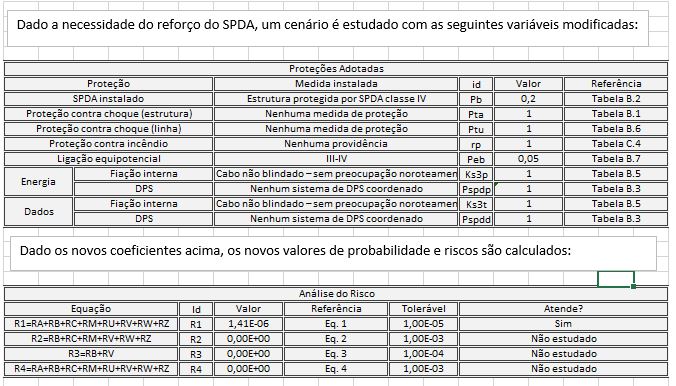 Dado a necessidade do reforço do SPDA, um cenário é estudado com as seguintes variáveis modificadas:
Proteções Adotadas
Proteção Medida instalada id Valor Referência
SPDA instalado Estrutura protegida por SPDA classe IV Pb 0,2 Tabela B.2
Proteção contra choque (estrutura) Nenhuma medida de proteção Pta 1 Tabela B.1
Proteção contra choque (linha) Nenhuma medida de proteção Ptu 1 Tabela B.6
Proteção contra incêndio Nenhuma providência rp 1 Tabela C.4
Ligação equipotencial III-IV Peb 0,05 Tabela B.7
Energia Fiação interna Cabo não blindado – sem preocupação noroteamen Ks3p 1 Tabela B.5
DPS Nenhum sistema de DPS coordenado Pspdp 1 Tabela B.3
Dados Fiação interna Cabo não blindado – sem preocupação noroteamen Ks3t 1 Tabela B.5
DPS Nenhum sistema de DPS coordenado Pspdd 1 Tabela B.3
Dado os novos coeficientes acima, os novos valores de probabilidade e riscos são calculados:
Análise do Risco
Equação Id Valor Referência Tolerável Atende?
R1=RA+RB+RC+RM+RU+RV+RW+RZ R1 1,41E-06 Eq. 1 1,00E-05 Sim
R2=RB+RC+RM+RV+RW+RZ R2 0,00E+00 Eq. 2 1,00E-03 Não estudado
R3=RB+RV R3 0,00E+00 Eq. 3 1,00E-04 Não estudado
R4=RA+RB+RC+RM+RU+RV+RW+RZ R4 0,00E+00 Eq. 4 1,00E-03 Não estudado